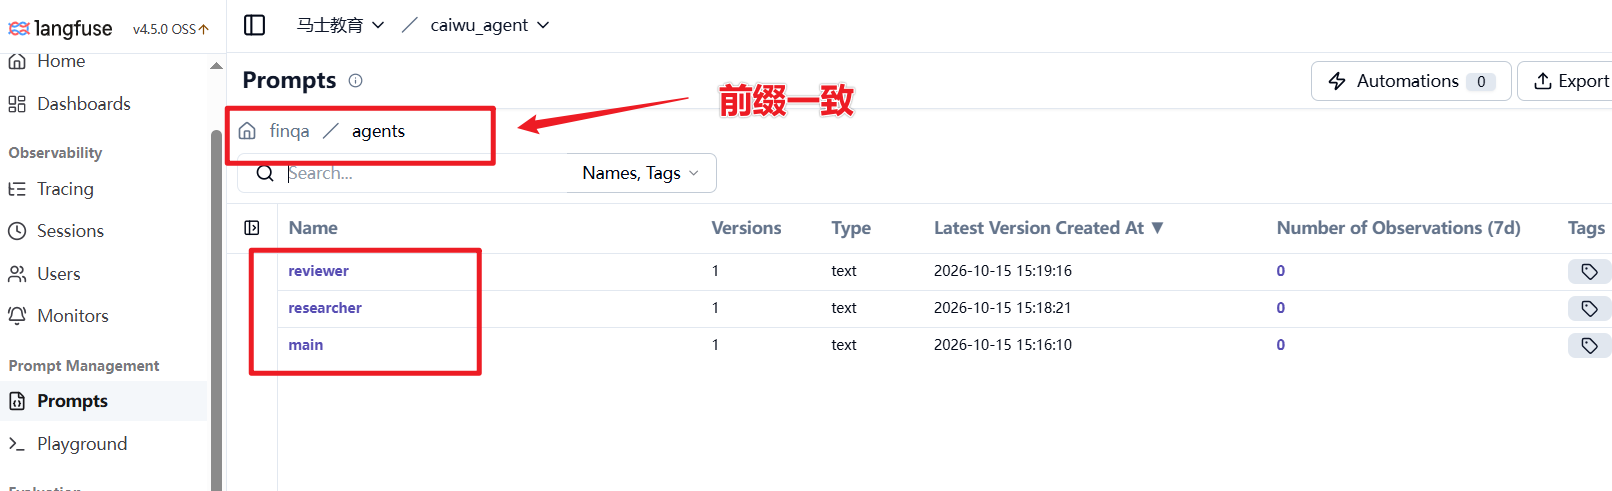 langfuse v4.5.0 OSS↑
马士教育 / caiwu_agent
Home
Dashboards
Observability
Tracing
Sessions
Users
Monitors
Prompt Management
Prompts
Playground
Prompts
Automations 0
Export
finqa / agents
前缀一致
Search...
Names, Tags
Name Versions Type Latest Version Created At ▼ Number of Observations (7d) Tags
reviewer 1 text 2026-10-15 15:19:16 0
researcher 1 text 2026-10-15 15:18:21 0
main 1 text 2026-10-15 15:16:10 0